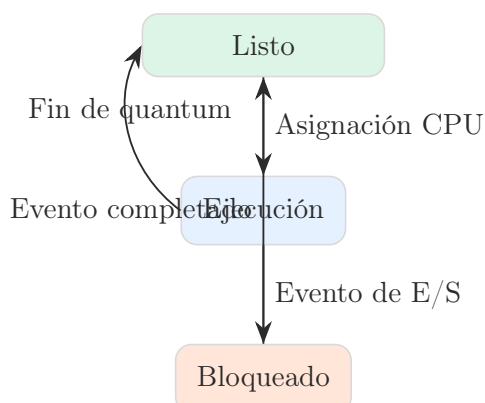 Listo
Fin de quantum
Asignación CPU
Evento completado
Ejecución
Evento de E/S
Bloqueado